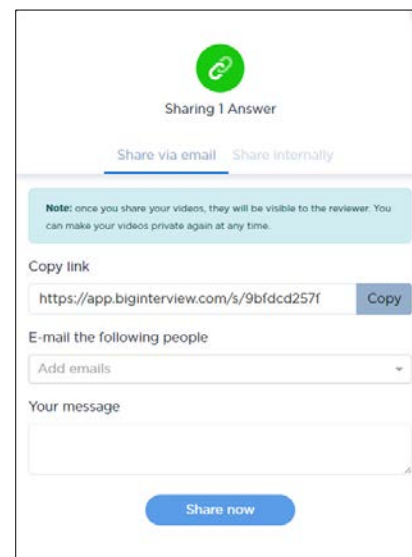 Sharing 1 Answer
Share via email Share internally
Note: once you share your videos, they will be visible to the reviewer. You
can make your videos private again at any time.
Copy link
https://app.biginterview.com/s/9bfdcd257f Copy
E-mail the following people
Add emails
Your message
Share now